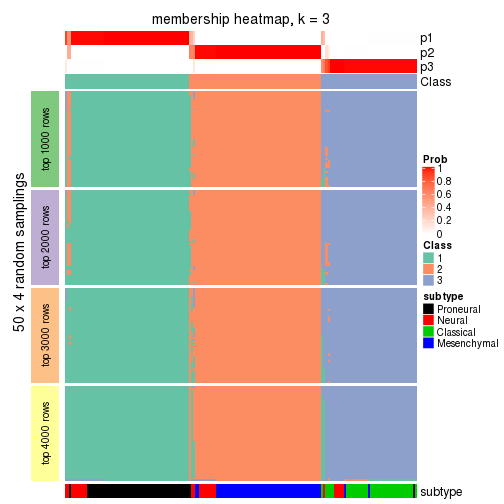 membership heatmap, k = 3
p1
p2
p3
Class
50 x 4 random samplings
top 1000 rows
top 2000 rows
top 3000 rows
top 4000 rows
Prob
1
0.8
0.6
0.4
0.2
0
Class
1
2
3
subtype
Proneural
Neural
Classical
Mesenchymal
subtype